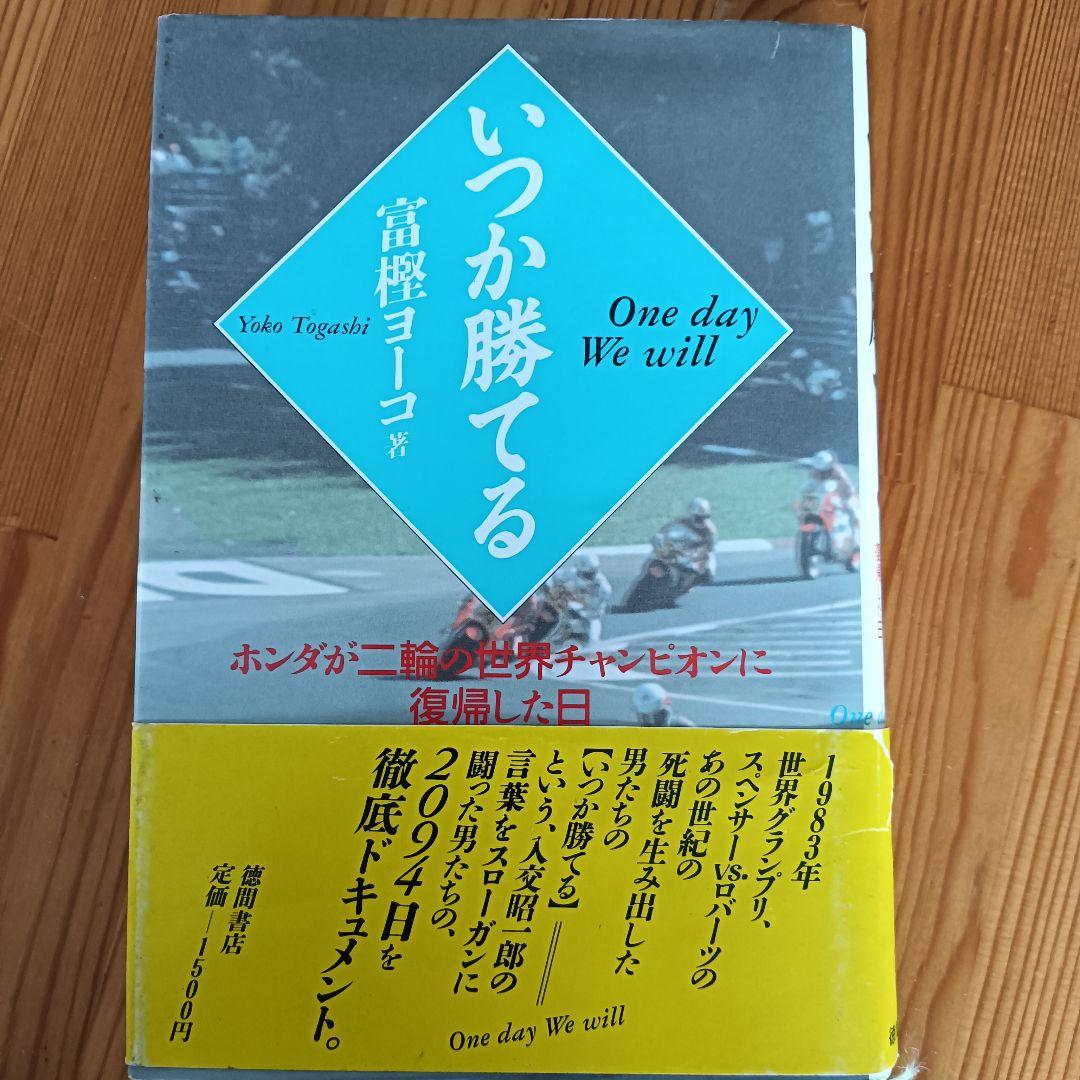 いつか勝てる
富樫ヨーコ著
Yoko Togashi
One day
We will
ホンダが二輪の世界チャンピオンに
復帰した日
One d
1983年
世界グランプリ、
スペンサーvs.ロバーツの
あの世紀の
死闘を生み出した
男たちの
【いつか勝てる】══
という、入交昭一郎の
言葉をスローガンに
闘った男たちの、
2094日を
徹底ドキュメント。
徳間書店
定価—1500円
One day We will